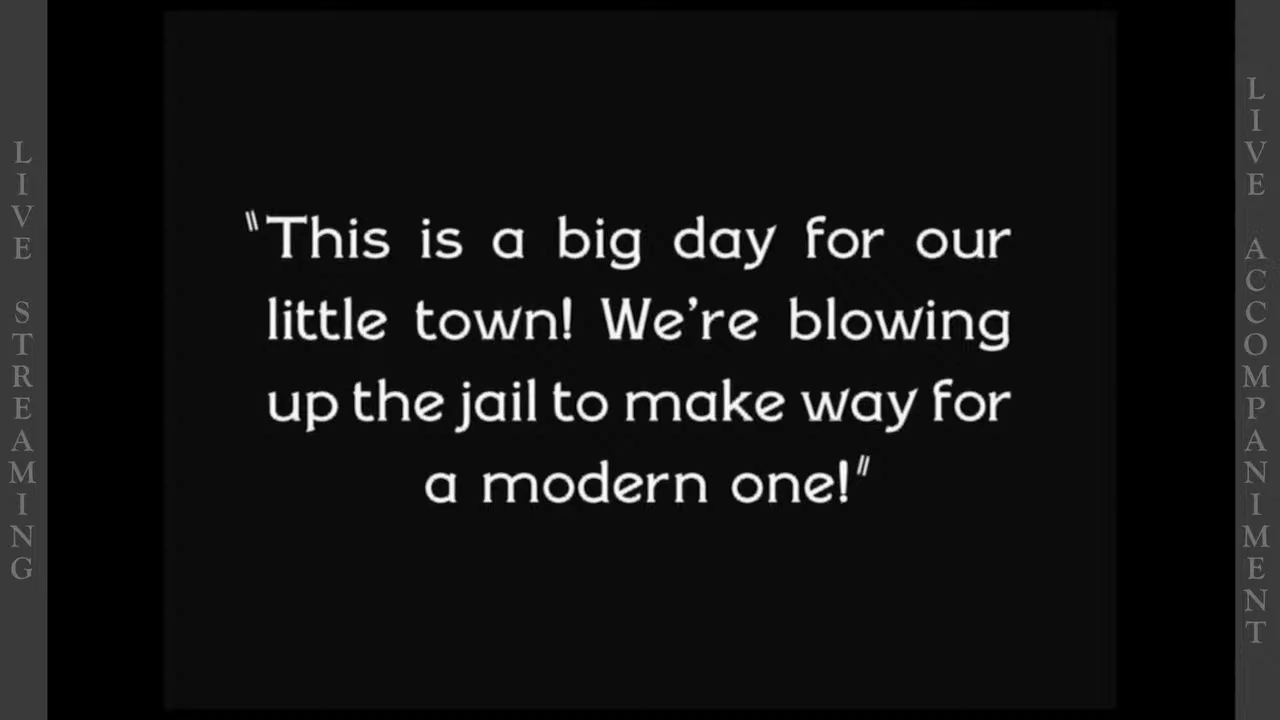 LIVE STREAMING
"This is a big day for our
little town! We're blowing
up the jail to make way for
a modern one!"
LIVE ACCOMPANIMENT